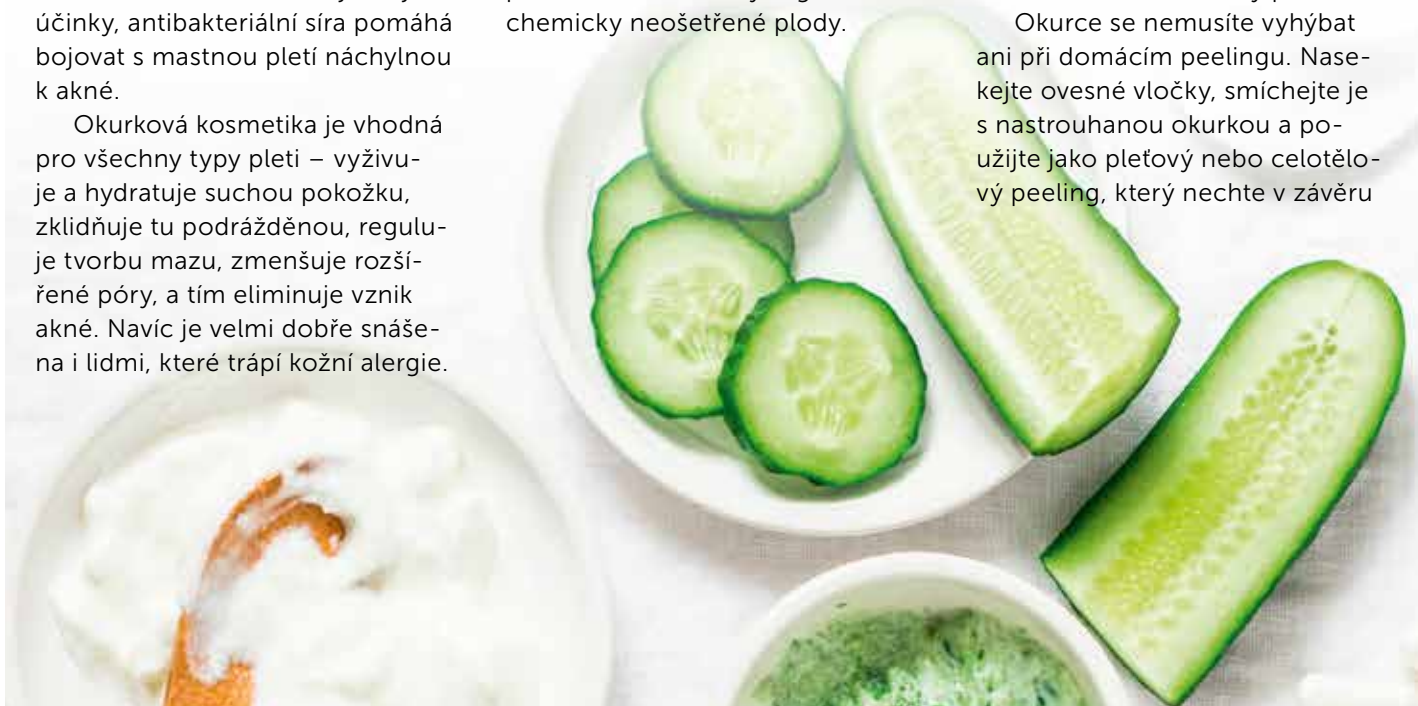 účinky, antibakteriální síra pomáhá
bojovat s mastnou pletí náchylnou
k akné.
Okurková kosmetika je vhodná
pro všechny typy pleti – vyživu-
je a hydratuje suchou pokožku,
zklidňuje tu podrážděnou, regulu-
je tvorbu mazu, zmenšuje rozší-
řené póry, a tím eliminuje vznik
akné. Navíc je velmi dobře snáše-
na i lidmi, které trápí kožní alergie.
chemicky neošetřené plody.
Okurce se nemusíte vyhýbat
ani při domácím peelingu. Nase-
kejte ovesné vločky, smíchejte je
s nastrouhanou okurkou a po-
užijte jako pleťový nebo celotělo-
vý peeling, který nechte v závěru